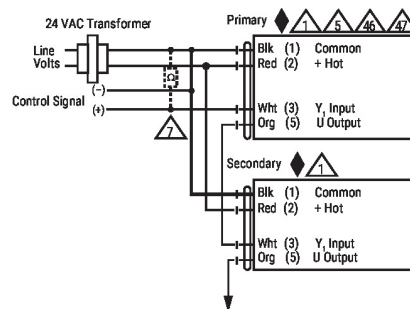 24 VAC Transformer
Primary 1 5 46 47
Line
Volts
Blk (1) Common
Red (2) + Hot
Ω
(–)
Control Signal
(+)
Wht (3) Y, Input
Org (5) U Output
7
Secondary 1
Blk (1) Common
Red (2) + Hot
Wht (3) Y, Input
Org (5) U Output